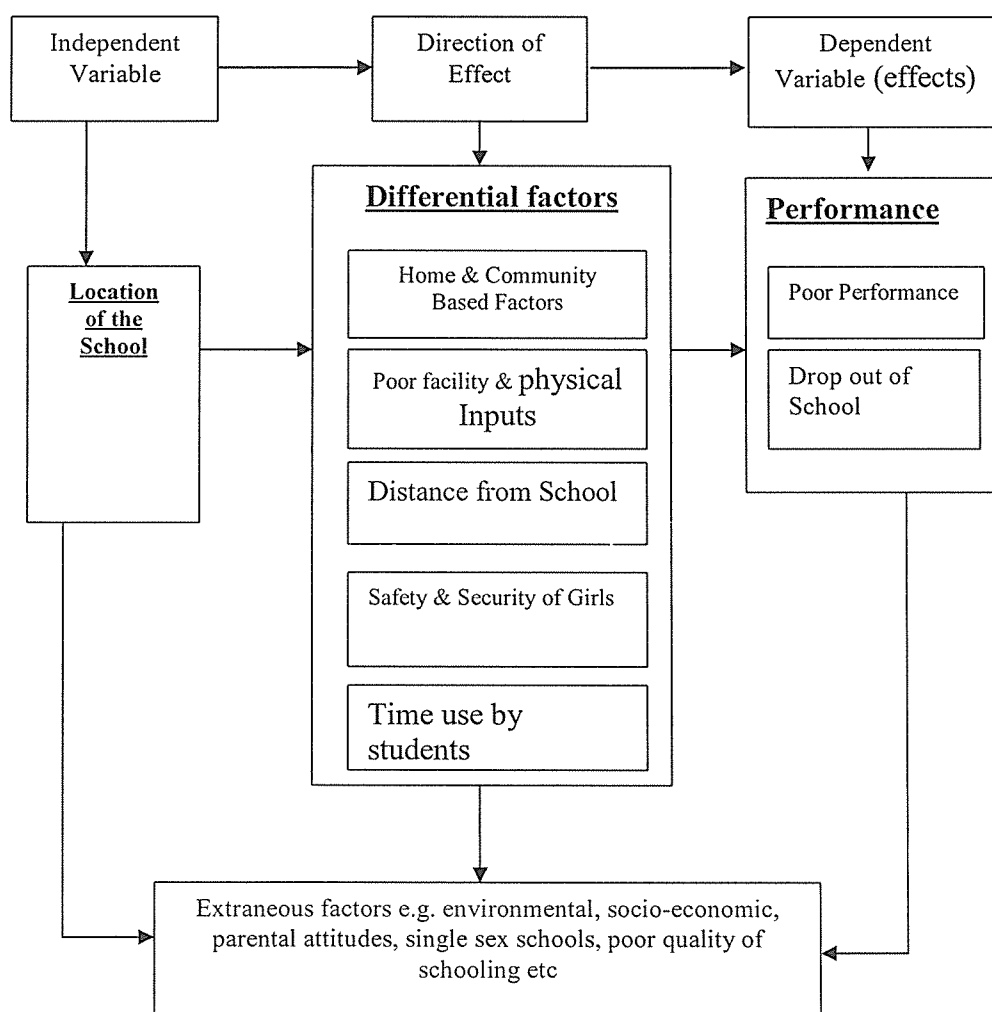 Independent
Variable
Direction of
Effect
Dependent
Variable (effects)
Differential factors
Performance
Location
of the
School
Home & Community
Based Factors
Poor facility & physical
Inputs
Distance from School
Safety & Security of Girls
Time use by
students
Poor Performance
Drop out of
School
Extraneous factors e.g. environmental, socio-economic,
parental attitudes, single sex schools, poor quality of
schooling etc